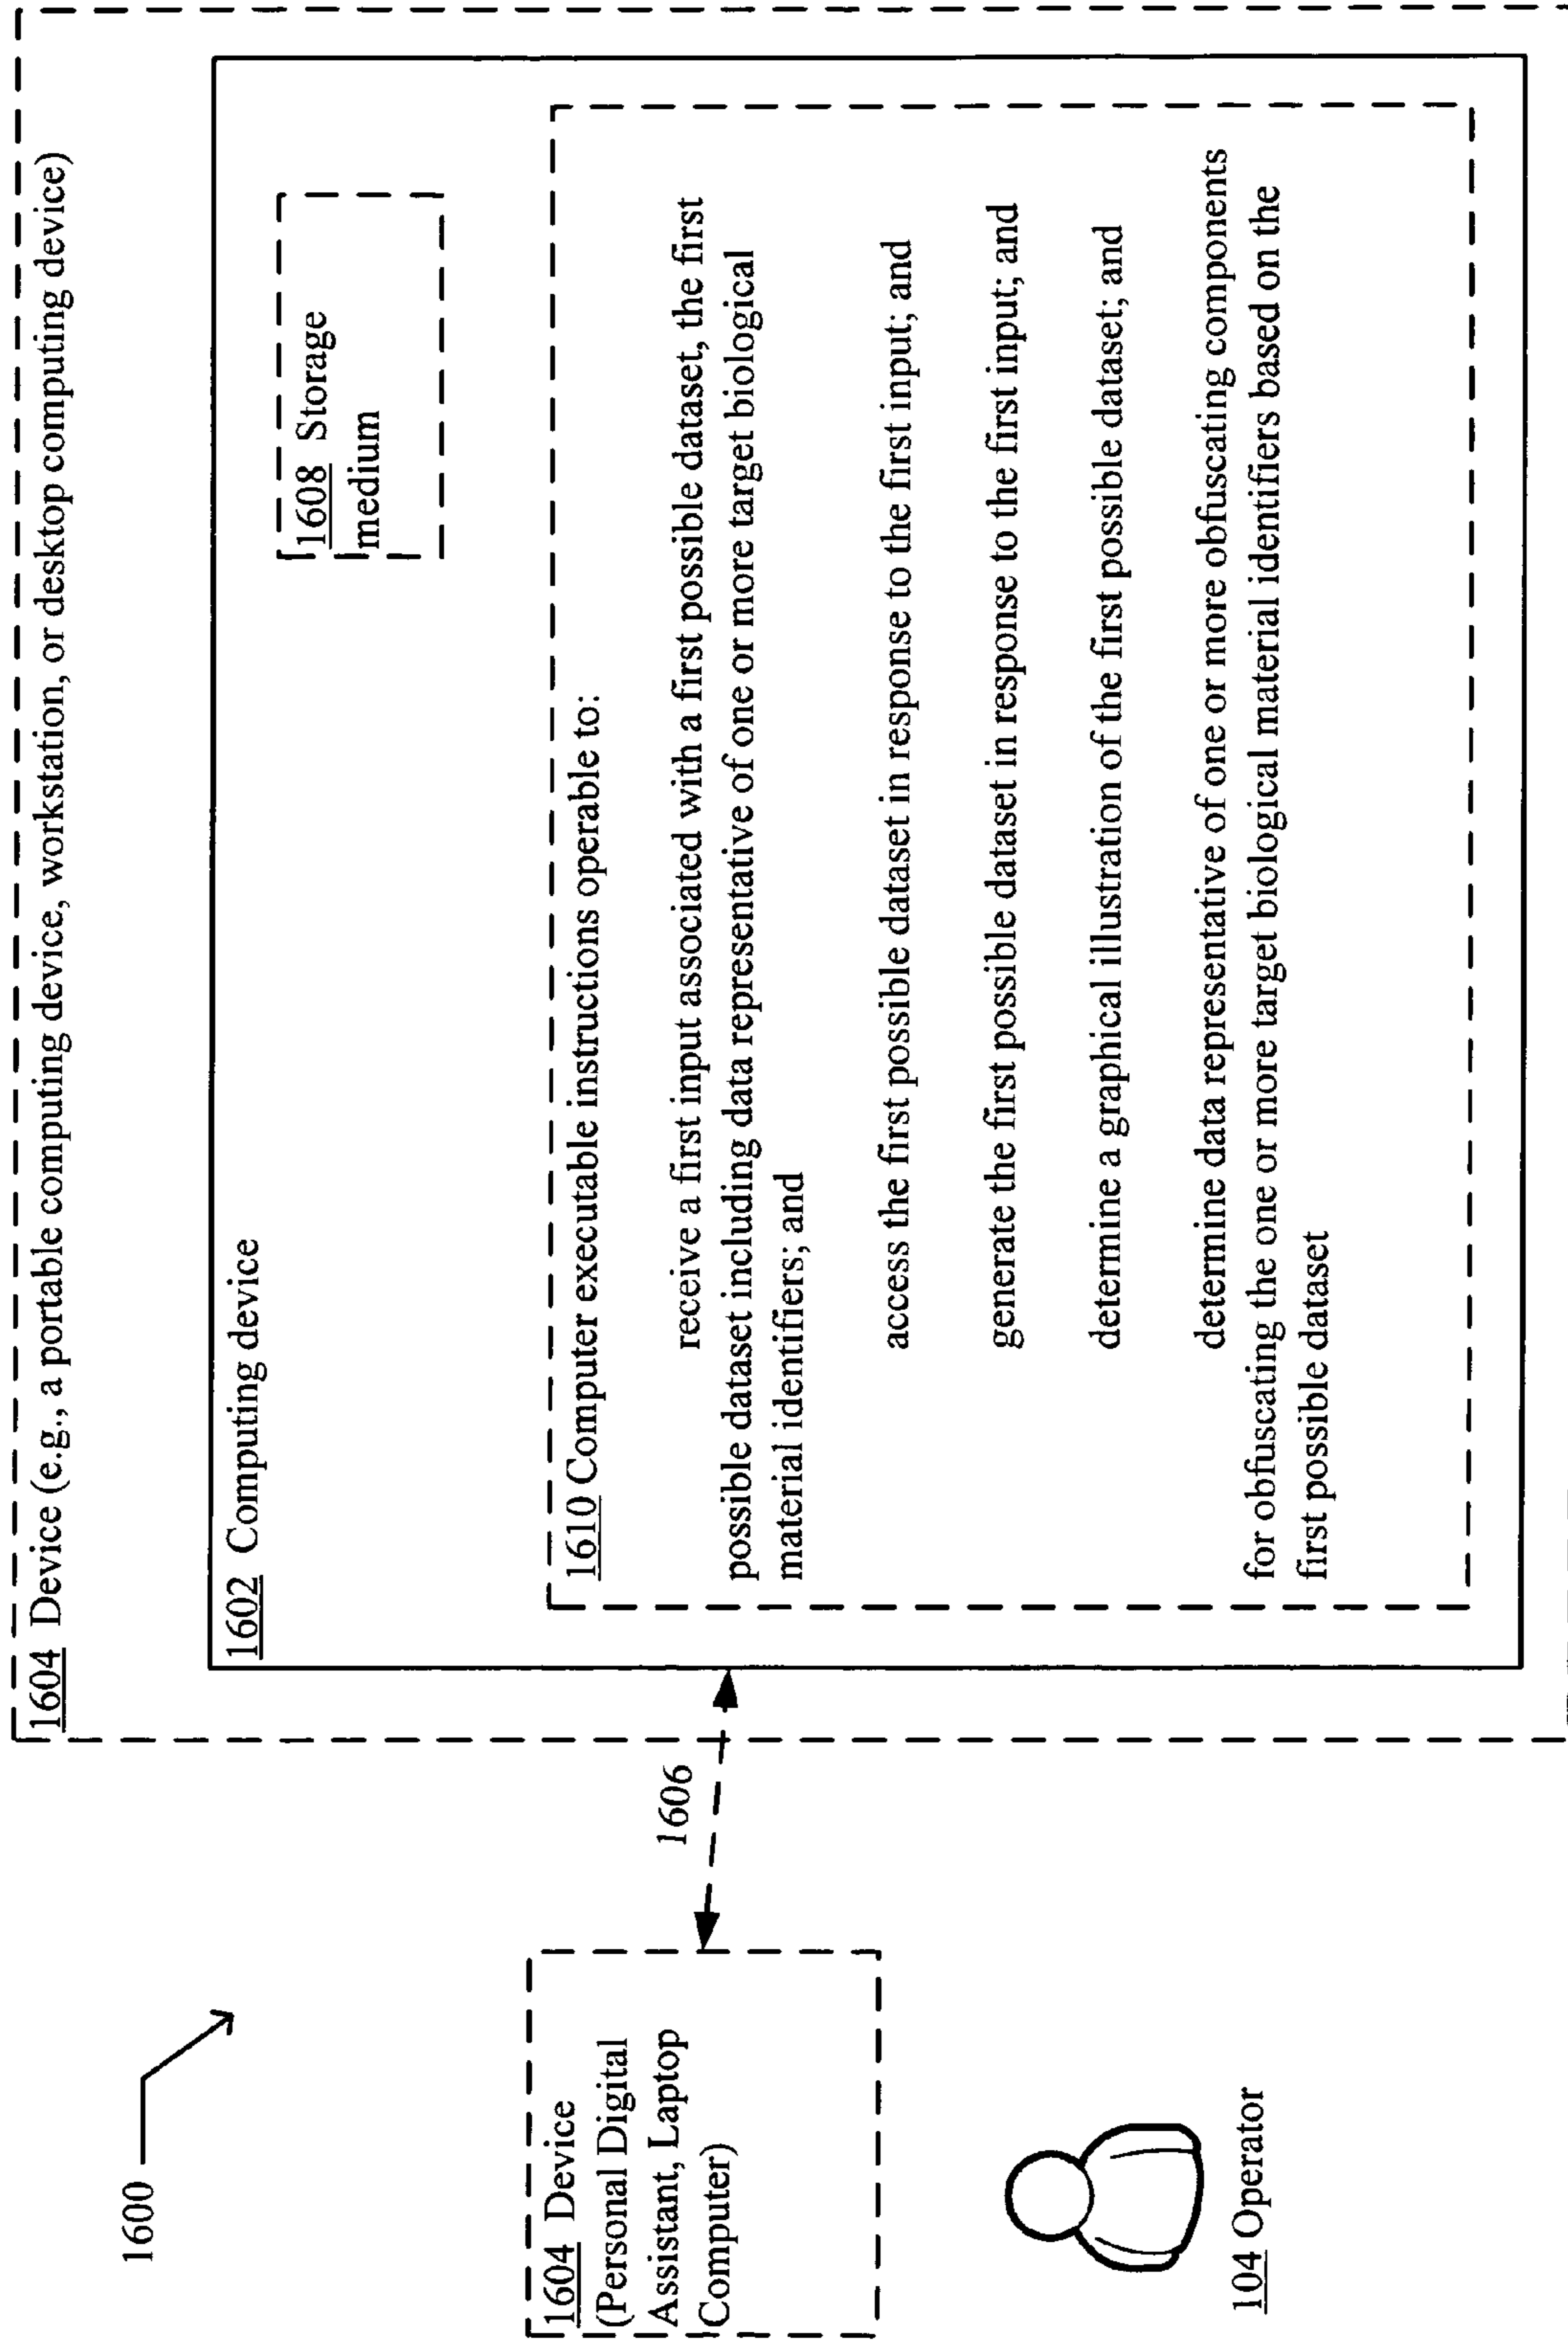 1600
1604 Device (e.g., a portable computing device, workstation, or desktop computing device)
1602 Computing device
1608 Storage
medium
1610 Computer executable instructions operable to:
receive a first input associated with a first possible dataset, the first
possible dataset including data representative of one or more target biological
material identifiers; and
access the first possible dataset in response to the first input; and
generate the first possible dataset in response to the first input; and
determine a graphical illustration of the first possible dataset; and
determine data representative of one or more obfuscating components
for obfuscating the one or more target biological material identifiers based on the
first possible dataset
1606
1604 Device
(Personal Digital
Assistant, Laptop
Computer)
104 Operator